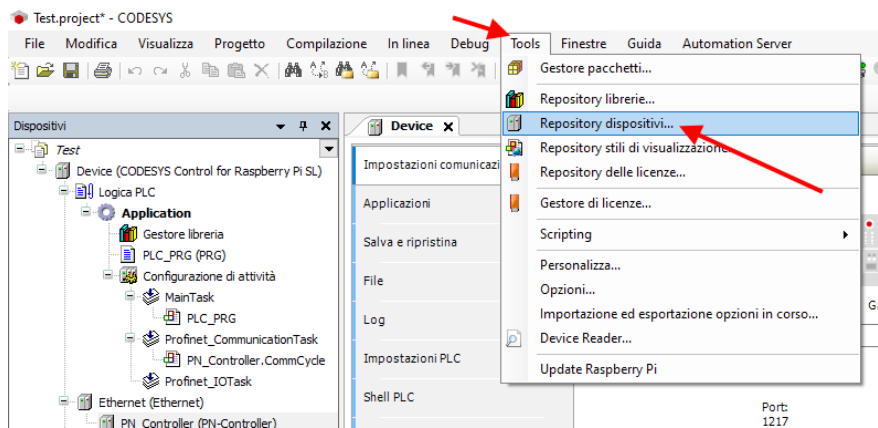 Test.project* - CODESYS
File Modifica Visualizza Progetto Compilazione In linea Debug Tools Finestre Guida Automation Server
Gestore pacchetti...
Repository librerie...
Repository dispositivi...
Repository stili di visualizzazione...
Repository delle licenze...
Gestore di licenze...
Scripting
Personalizza...
Opzioni...
Importazione ed esportazione opzioni in corso...
Device Reader...
Update Raspberry Pi
Dispositivi
Test
Device (CODESYS Control for Raspberry Pi SL)
Logica PLC
Application
Gestore libreria
PLC_PRG (PRG)
Configurazione di attività
MainTask
PLC_PRG
Profinet_CommunicationTask
PN_Controller.CommCycle
Profinet_IOTask
Ethernet (Ethernet)
PN_Controller (PN-Controller)
Device
Impostazioni comunicazi
Applicazioni
Salva e ripristina
File
Log
Impostazioni PLC
Shell PLC
Port:
1217